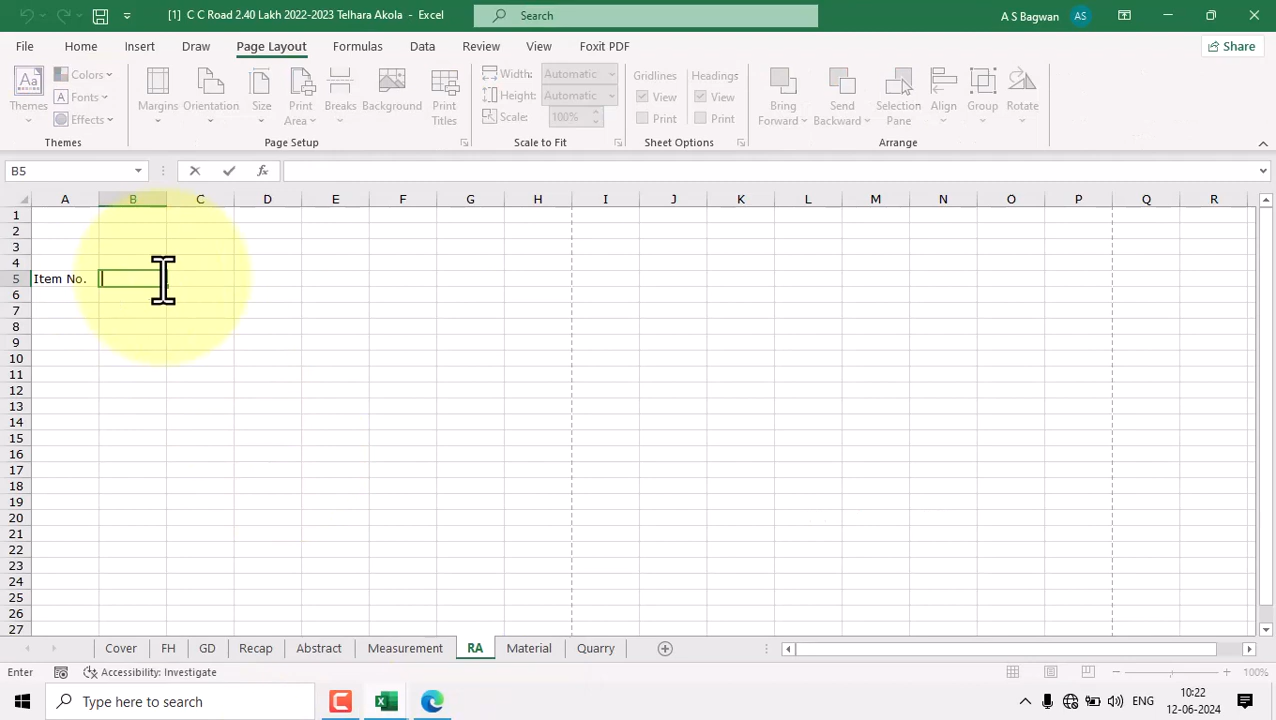 [1] C C Road 2.40 Lakh 2022-2023 Telhara Akola - Excel
Search
A S Bagwan AS
File Home Insert Draw Page Layout Formulas Data Review View Foxit PDF Share
Themes
Colors
Fonts
Effects
Themes
Margins
Orientation
Size
Print Area
Breaks
Background
Print Titles
Page Setup
Width: Automatic
Height: Automatic
Scale: 100%
Scale to Fit
Gridlines
View
Print
Headings
View
Print
Sheet Options
Bring Forward
Send Backward
Selection Pane
Align
Group
Rotate
Arrange
B5 fx
A B C D E F G H I J K L M N O P Q R
1
2
3
4
5 Item No.
6
7
8
9
10
11
12
13
14
15
16
17
18
19
20
21
22
23
24
25
26
27
Cover FH GD Recap Abstract Measurement RA Material Quarry
Enter Accessibility: Investigate 100%
Type here to search
ENG
10:22
12-06-2024